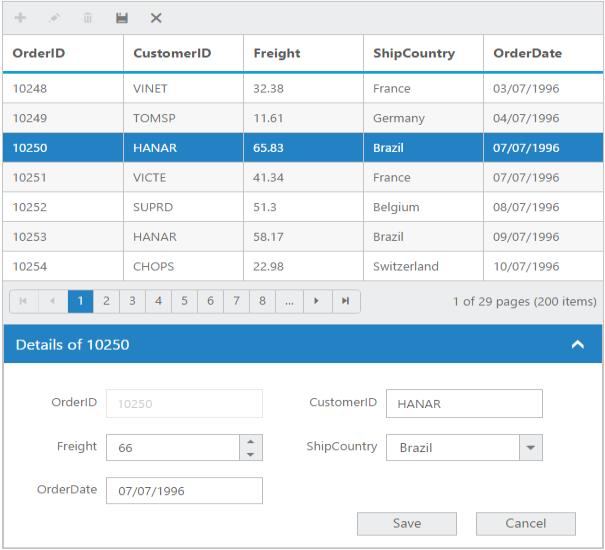 OrderID CustomerID Freight ShipCountry OrderDate
10248 VINET 32.38 France 03/07/1996
10249 TOMSP 11.61 Germany 04/07/1996
10250 HANAR 65.83 Brazil 07/07/1996
10251 VICTE 41.34 France 07/07/1996
10252 SUPRD 51.3 Belgium 08/07/1996
10253 HANAR 58.17 Brazil 09/07/1996
10254 CHOPS 22.98 Switzerland 10/07/1996
1 2 3 4 5 6 7 8 ... 1 of 29 pages (200 items)
Details of 10250
OrderID 10250 CustomerID HANAR
Freight 66 ShipCountry Brazil
OrderDate 07/07/1996
Save Cancel